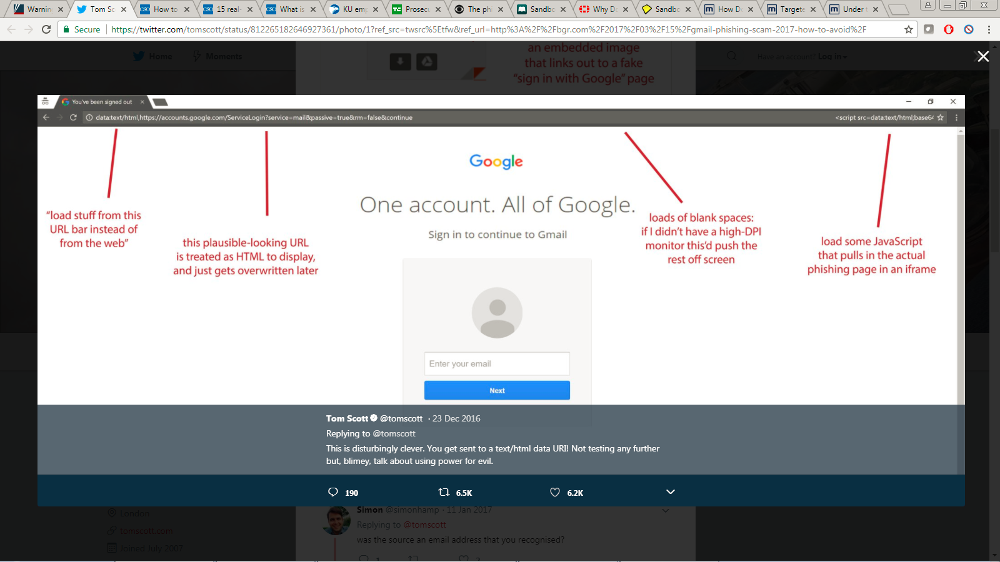 Warnin
Tom Sc
CSO How to
CSO 15 real-
CSO What is
KU emp
TC Prosecu
The phi
Sandbo
Why Do
Sandbo
m How D
m Targete
m Under t
Secure
https://twitter.com/tomscott/status/812265182646927361/photo/1?ref_src=twsrc%5Etfw&ref_url=http%3A%2F%2Fbgr.com%2F2017%2F03%2F15%2Fgmail-phishing-scam-2017-how-to-avoid%2F
Home
Moments
Have an account? Log in
an embedded image
that links out to a fake
"sign in with Google" page
You've been signed out
data:text/html,https://accounts.google.com/ServiceLogin?service=mail&passive=true&rm=false&continue
<script src=data:text/html;base64
Google
One account. All of Google.
Sign in to continue to Gmail
"load stuff from this
URL bar instead of
from the web"
this plausible-looking URL
is treated as HTML to display,
and just gets overwritten later
loads of blank spaces:
if I didn't have a high-DPI
monitor this'd push the
rest off screen
load some JavaScript
that pulls in the actual
phishing page in an iframe
Enter your email
Next
Tom Scott @tomscott · 23 Dec 2016
Replying to @tomscott
This is disturbingly clever. You get sent to a text/html data URI! Not testing any further
but, blimey, talk about using power for evil.
190
6.5K
6.2K
London
tomscott.com
Joined July 2007
Simon @simonhamp · 11 Jan 2017
Replying to @tomscott
was the source an email address that you recognised?